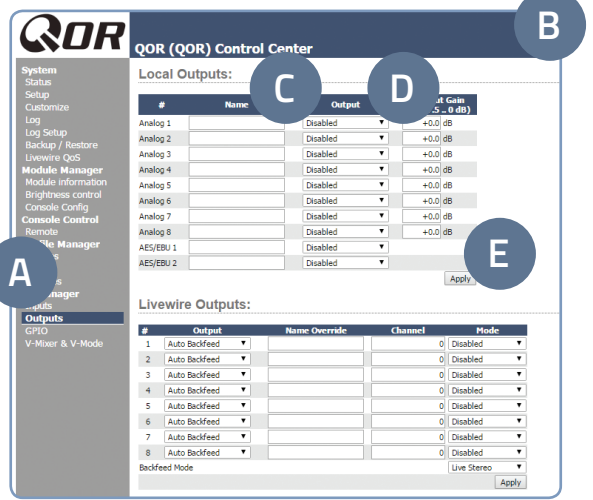 QOR
B
QOR (QOR) Control Center
System
Status
Setup
Customize
Log
Log Setup
Backup / Restore
Livewire QoS
Module Manager
Module information
Brightness control
Console Config
Console Control
Remote
Manager
A
Inputs
Outputs
GPIO
V-Mixer & V-Mode
Local Outputs:
C
D
# Name Output Gain
0 dB)
Analog 1 Disabled +0.0 dB
Analog 2 Disabled +0.0 dB
Analog 3 Disabled +0.0 dB
Analog 4 Disabled +0.0 dB
Analog 5 Disabled +0.0 dB
Analog 6 Disabled +0.0 dB
Analog 7 Disabled +0.0 dB
Analog 8 Disabled +0.0 dB
AES/EBU 1 Disabled
AES/EBU 2 Disabled
E
Apply
Livewire Outputs:
# Output Name Override Channel Mode
1 Auto Backfeed 0 Disabled
2 Auto Backfeed 0 Disabled
3 Auto Backfeed 0 Disabled
4 Auto Backfeed 0 Disabled
5 Auto Backfeed 0 Disabled
6 Auto Backfeed 0 Disabled
7 Auto Backfeed 0 Disabled
8 Auto Backfeed 0 Disabled
Backfeed Mode Live Stereo
Apply